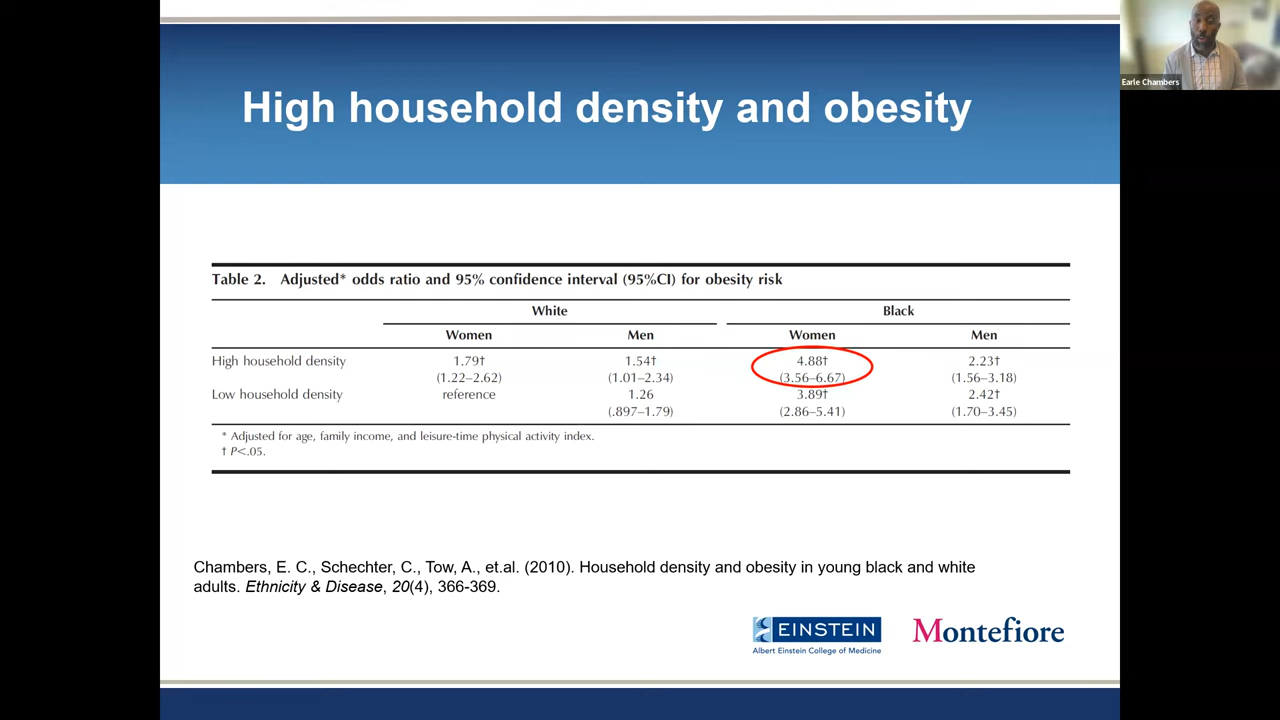 High household density and obesity
Earle Chambers
Table 2. Adjusted* odds ratio and 95% confidence interval (95%CI) for obesity risk
White Black
Women Men Women Men
High household density 1.79† 1.54† 4.88† 2.23†
(1.22–2.62) (1.01–2.34) (3.56–6.67) (1.56–3.18)
Low household density reference 1.26 3.89† 2.42†
(.897–1.79) (2.86–5.41) (1.70–3.45)
* Adjusted for age, family income, and leisure-time physical activity index.
† P<.05.
Chambers, E. C., Schechter, C., Tow, A., et.al. (2010). Household density and obesity in young black and white
adults. Ethnicity & Disease, 20(4), 366-369.
EINSTEIN
Albert Einstein College of Medicine
Montefiore